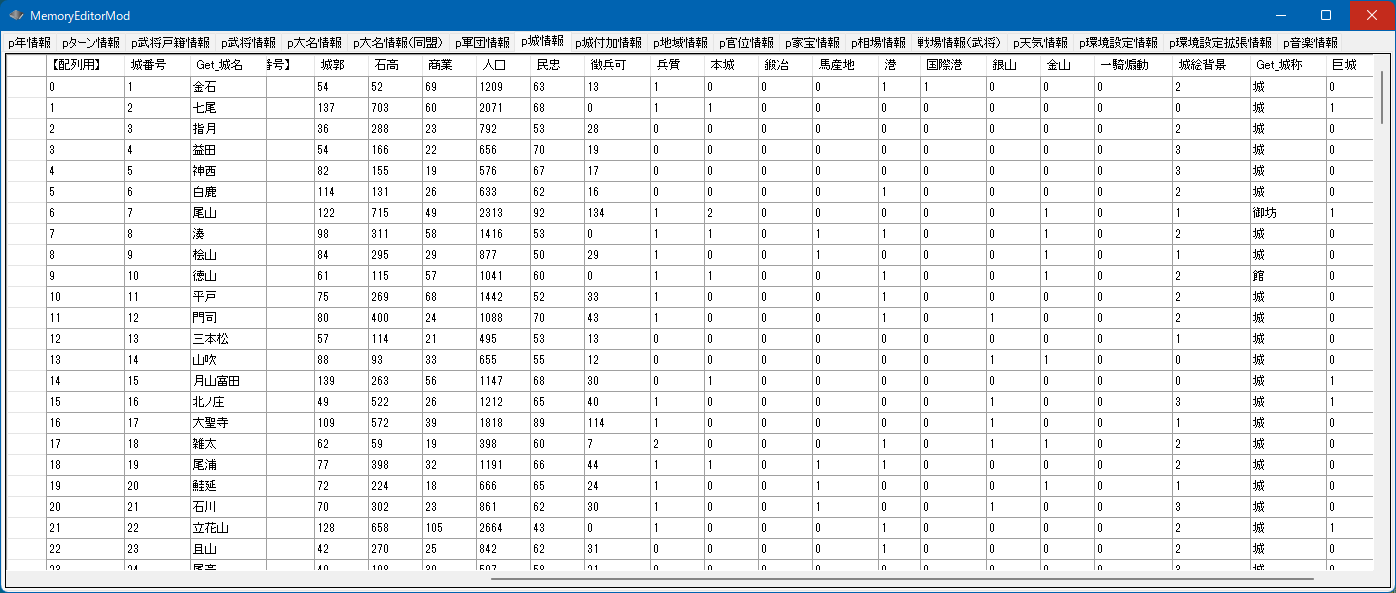 MemoryEditorMod
p年情報 pターン情報 p武将戸籍情報 p武将情報 p大名情報 p大名情報(同盟) p軍団情報 p城情報 p城付加情報 p地域情報 p官位情報 p家宝情報 p相場情報 戦場情報(武将) p天気情報 p環境設定情報 p環境設定拡張情報 p音楽情報
【配列用】 城番号 Get_城名 番号】 城郭 石高 商業 人口 民忠 徴兵可 兵質 本城 鍛冶 馬産地 港 国際港 銀山 金山 一騎煽動 城絵背景 Get_城称 巨城
0 1 金石 54 52 69 1209 63 13 1 0 0 0 1 1 0 0 0 2 城 0
1 2 七尾 137 703 60 2071 68 0 1 1 0 0 0 0 0 0 0 0 城 1
2 3 指月 36 288 23 792 53 28 0 0 0 0 0 0 0 0 0 2 城 0
3 4 益田 54 166 22 656 70 19 0 0 0 0 0 0 0 0 0 3 城 0
4 5 神西 82 155 19 576 67 17 0 0 0 0 0 0 0 0 0 3 城 0
5 6 白鹿 114 131 26 633 62 16 0 0 0 0 1 0 0 0 0 2 城 0
6 7 尾山 122 715 49 2313 92 134 1 2 0 0 0 0 0 1 0 1 御坊 1
7 8 湊 98 311 58 1416 53 0 1 1 0 1 1 0 0 1 0 2 城 0
8 9 桧山 84 295 29 877 50 29 1 0 0 1 0 0 0 1 0 1 城 0
9 10 徳山 61 115 57 1041 60 0 1 1 0 0 1 0 0 1 0 2 館 0
10 11 平戸 75 269 68 1442 52 33 1 0 0 0 1 0 0 0 0 2 城 0
11 12 門司 80 400 24 1088 70 43 1 0 0 0 1 0 1 0 0 2 城 0
12 13 三本松 57 114 21 495 53 13 0 0 0 0 0 0 0 0 0 1 城 0
13 14 山吹 88 93 33 655 55 12 0 0 0 0 0 0 1 1 0 0 城 0
14 15 月山富田 139 263 56 1147 68 30 0 1 0 0 0 0 0 0 0 0 城 1
15 16 北ノ庄 49 522 26 1212 65 40 1 0 0 0 0 0 1 0 0 3 城 1
16 17 大聖寺 109 572 39 1818 89 114 1 0 0 0 0 0 1 0 0 1 城 0
17 18 雑太 62 59 19 398 60 7 2 0 0 0 1 0 1 1 0 2 城 0
18 19 尾浦 77 398 32 1191 66 44 1 1 0 1 1 0 0 0 0 2 城 0
19 20 鮭延 72 224 18 666 65 24 1 0 0 1 0 0 0 1 0 1 城 0
20 21 石川 70 302 23 861 62 30 1 0 0 1 0 0 1 0 0 3 城 0
21 22 立花山 128 658 105 2664 43 0 1 0 0 0 1 0 0 0 0 2 城 1
22 23 且山 42 270 25 842 62 31 0 0 0 0 1 0 0 0 0 2 城 0